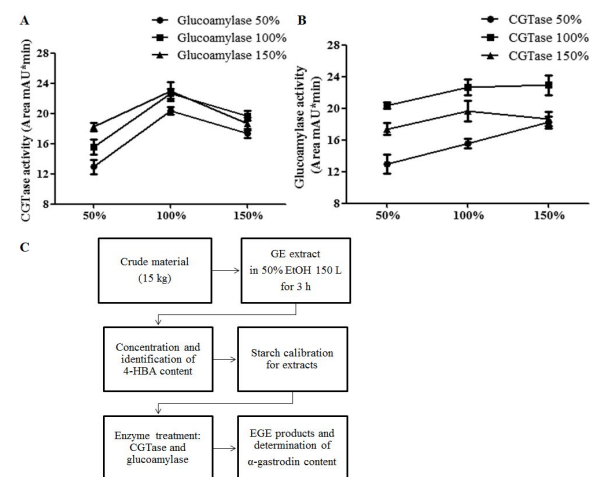 A
Glucoamylase 50%
Glucoamylase 100%
Glucoamylase 150%
CCTase activity (Area mAU*min)
28
24
20
16
12
8
50%
100%
150%
B
CGTase 50%
CGTase 100%
CGTase 150%
Glucoamylase activity
(Area mAU*min)
28
24
20
16
12
8
50%
100%
150%
C
Crude material
(15 kg)
GE extract
in 50% EtOH 150 L
for 3 h
Concentration and
identification of
4-HBA content
Starch calibration
for extracts
Enzyme treatment:
CGTase and
glucoamylase
EGE products and
determination of
α-gastrodin content